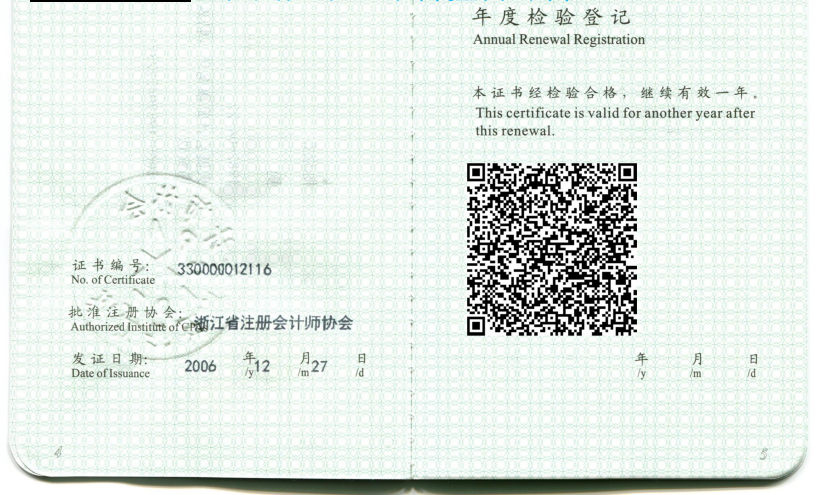 证书编号:
No. of Certificate
330000012116
批准注册协会:
Authorized Institute of CPAs
浙江省注册会计师协会
发证日期:
Date of Issuance
2006 年/y 12 月/m 27 日/d
4
年度检验登记
Annual Renewal Registration
本证书经检验合格，继续有效一年。
This certificate is valid for another year after
this renewal.
年/y 月/m 日/d
5